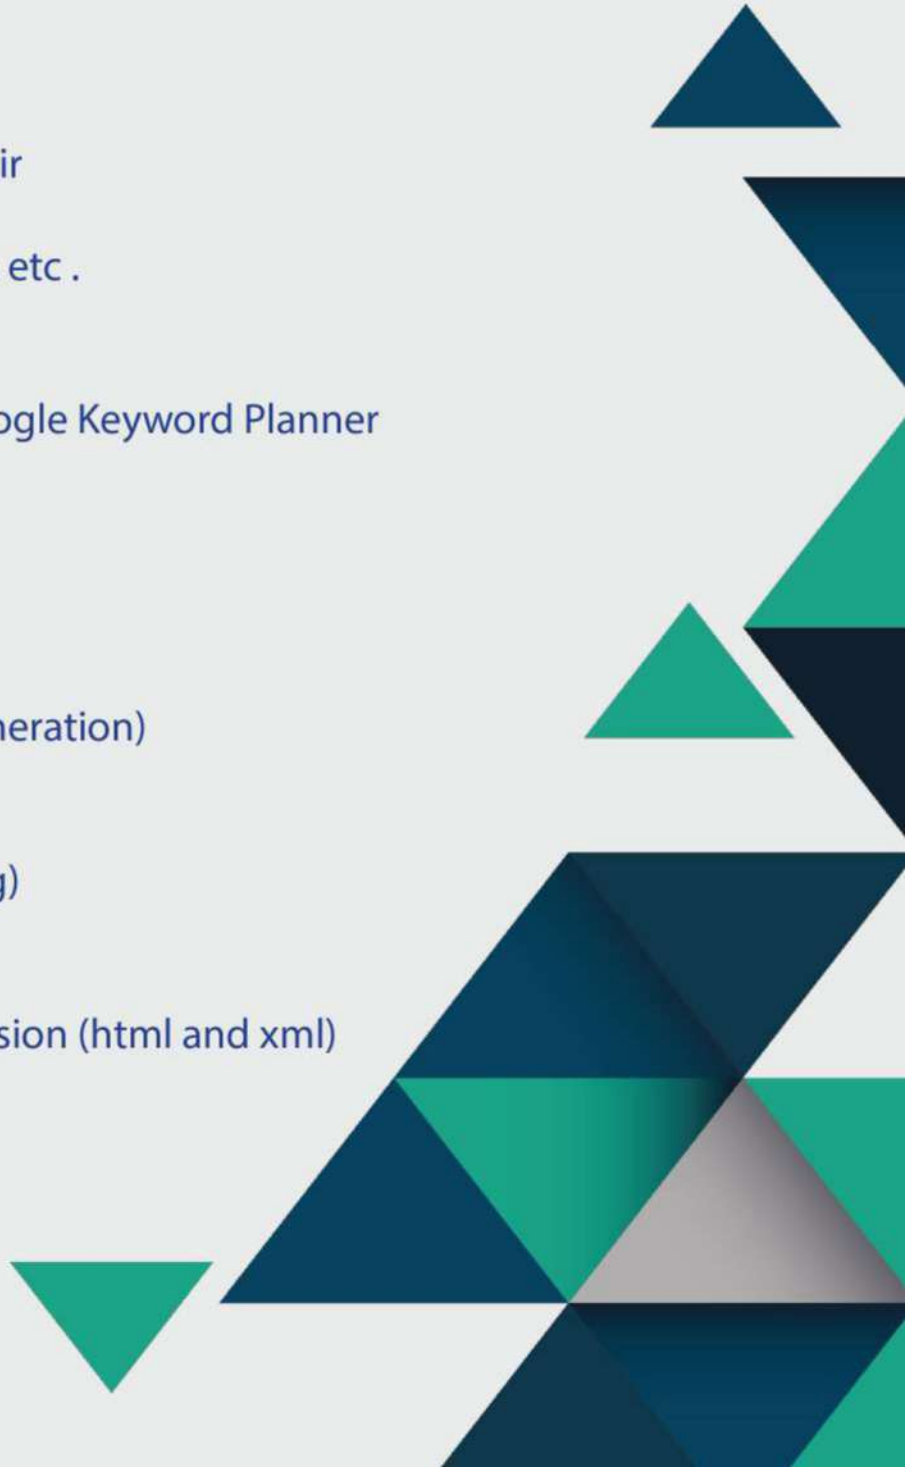 ir
etc .
ogle Keyword Planner
neration)
g)
sion (html and xml)